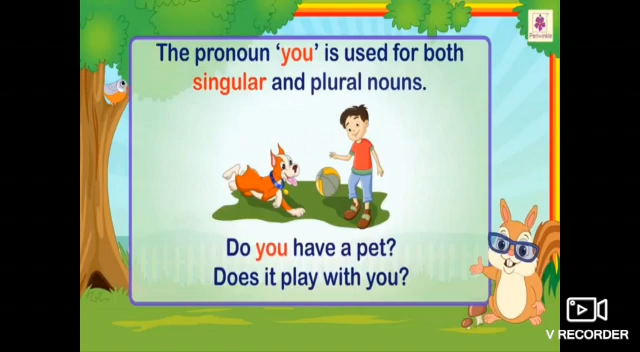 The pronoun ‘you’ is used for both
singular and plural nouns.
Do you have a pet?
Does it play with you?
Periwinkle
V RECORDER